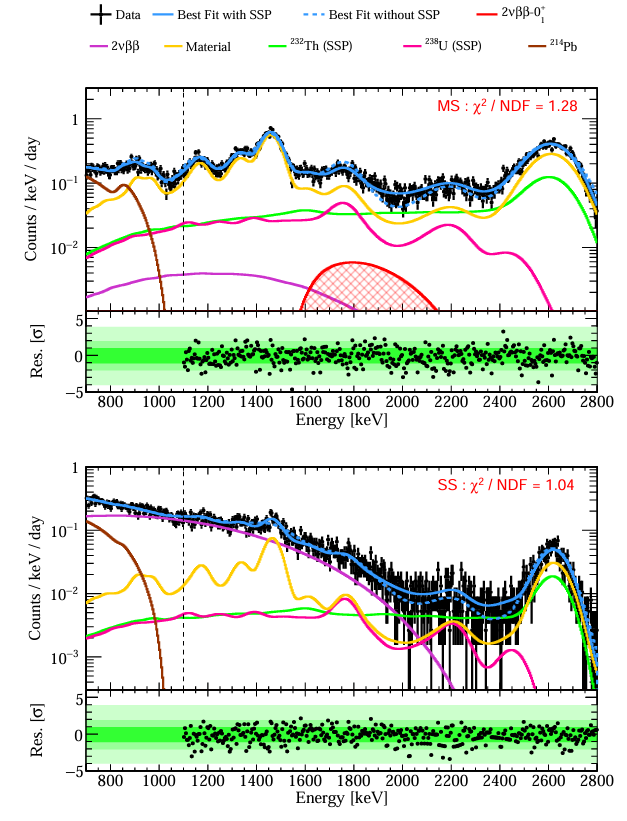 Data Best Fit with SSP Best Fit without SSP 2νββ-0⁺₁
2νββ Material ²³²Th (SSP) ²³⁸U (SSP) ²¹⁴Pb
MS : χ² / NDF = 1.28
Counts / keV / day
1
10⁻¹
10⁻²
Res. [σ]
5
0
−5
800 1000 1200 1400 1600 1800 2000 2200 2400 2600 2800
Energy [keV]
SS : χ² / NDF = 1.04
Counts / keV / day
1
10⁻¹
10⁻²
10⁻³
Res. [σ]
5
0
−5
800 1000 1200 1400 1600 1800 2000 2200 2400 2600 2800
Energy [keV]